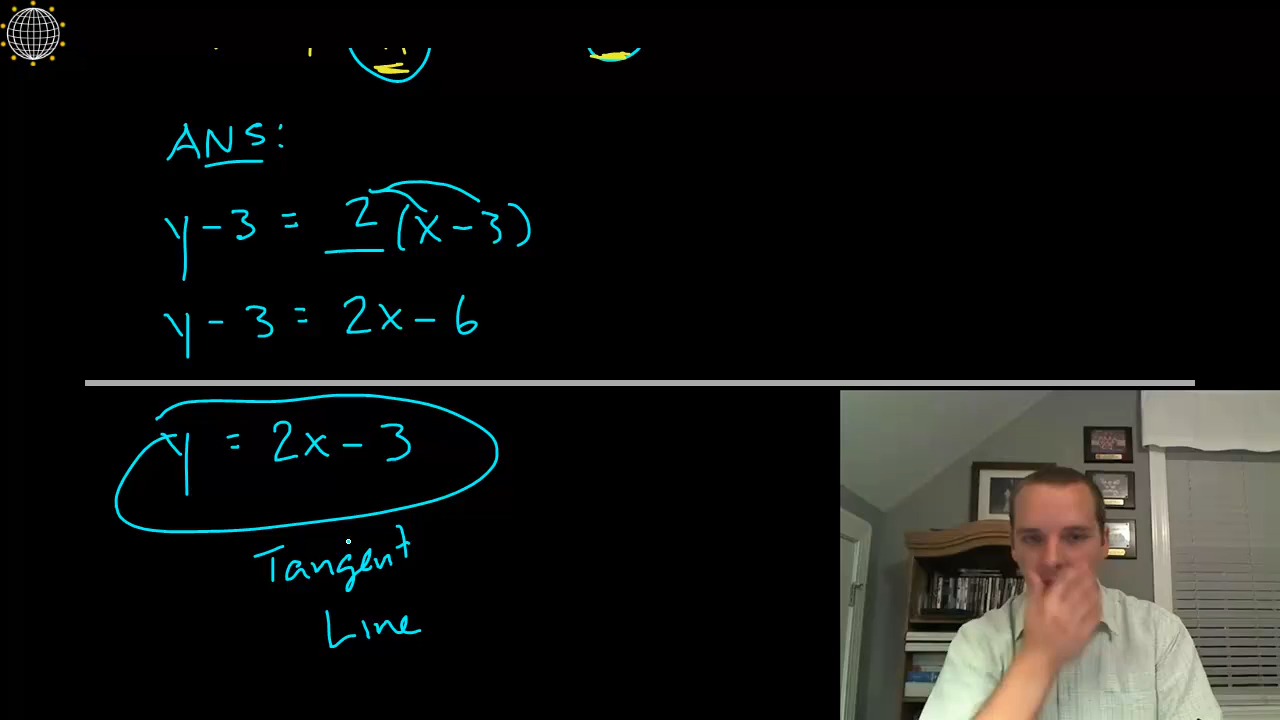 ANS:
y - 3 = 2 (x - 3)
y - 3 = 2x - 6
y = 2x - 3
Tangent
Line